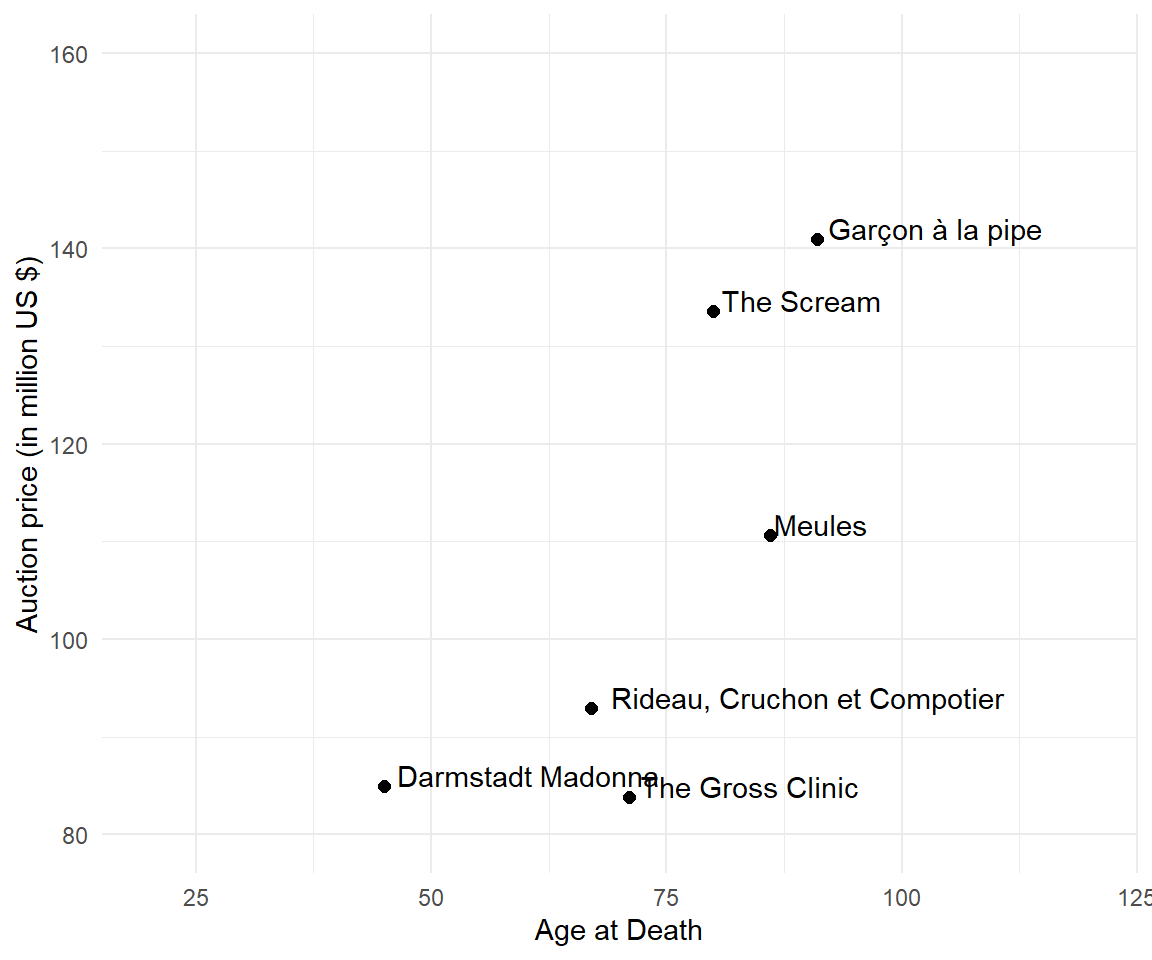 160
Garçon à la pipe
140
The Scream
Auction price (in million US $)
120
Meules
100
Rideau, Cruchon et Compotier
Darmstadt Madonna
The Gross Clinic
80
25 50 75 100 125
Age at Death